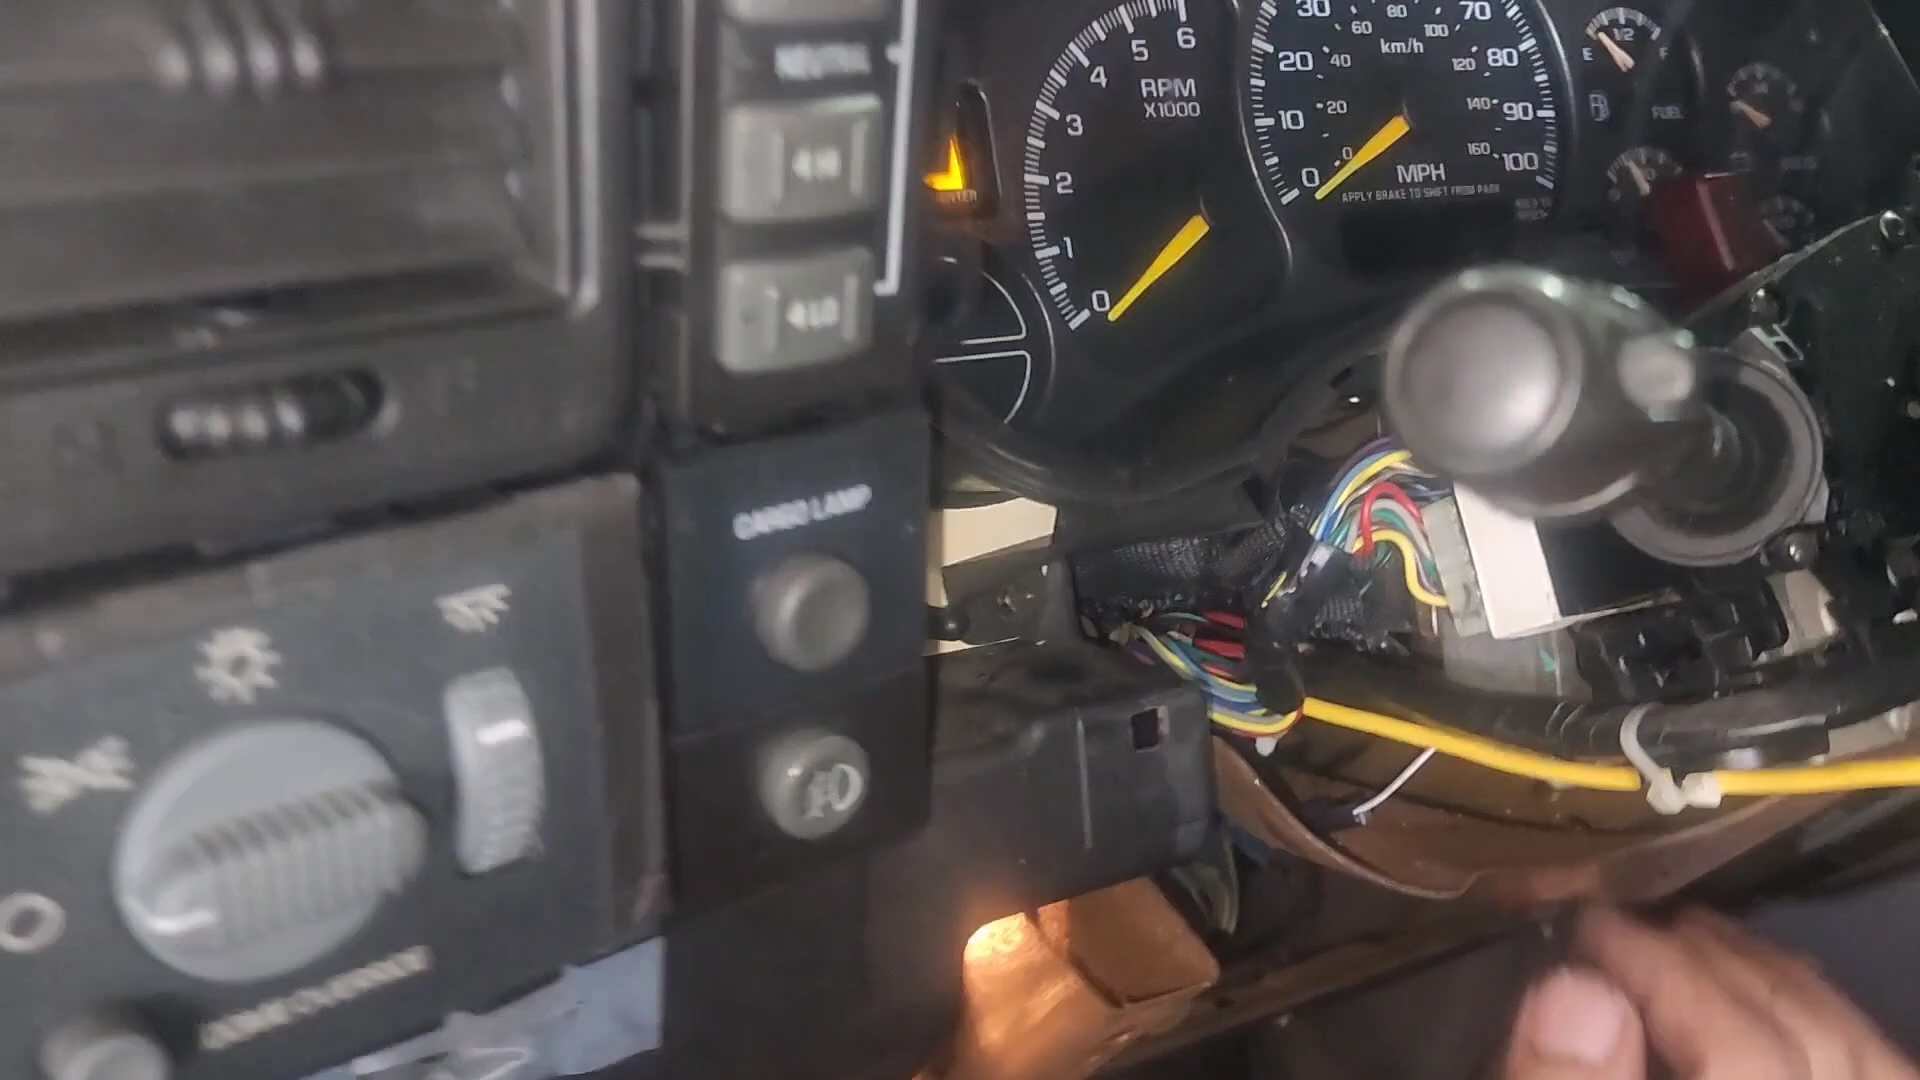 NEUTRAL
4HI
4LO
CARGO LAMP
0
1
2
3
4
5
6
RPM
X1000
0
10
20
30
70
80
90
100
0
20
40
60
80
100
120
140
160
km/h
MPH
APPLY BRAKE TO SHIFT FROM PARK
E
1/2
F
FUEL